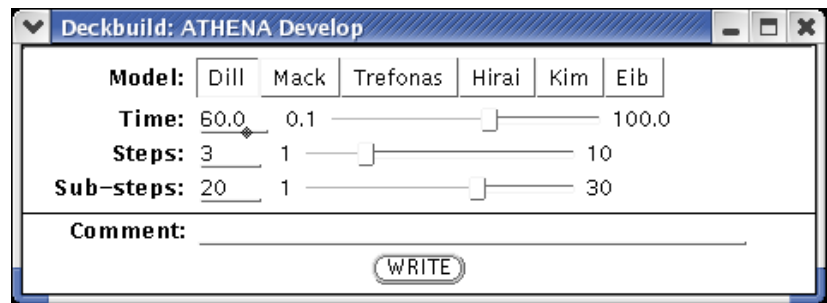 Deckbuild: ATHENA Develop
Model: Dill Mack Trefonas Hirai Kim Eib
Time: 60.0 0.1 100.0
Steps: 3 1 10
Sub-steps: 20 1 30
Comment:
WRITE